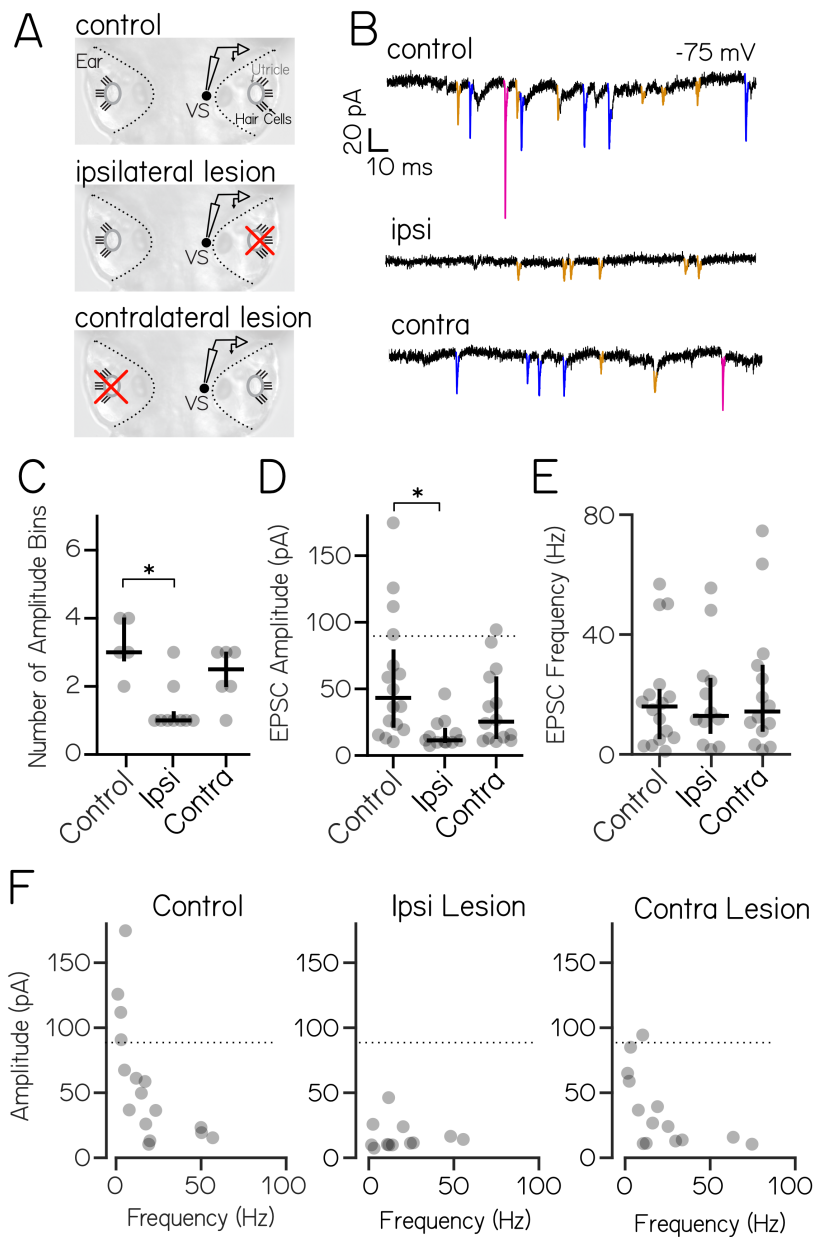 A
control
Ear
Utricle
VS
Hair Cells
ipsilateral lesion
VS
contralateral lesion
VS
B
control
-75 mV
20 pA
10 ms
ipsi
contra
C
Number of Amplitude Bins
6
4
2
0
*
Control
Ipsi
Contra
D
EPSC Amplitude (pA)
150
100
50
0
*
Control
Ipsi
Contra
E
EPSC Frequency (Hz)
80
40
0
Control
Ipsi
Contra
F
Control
Amplitude (pA)
150
100
50
0
0 50 100
Frequency (Hz)
Ipsi Lesion
150
100
50
0
0 50 100
Frequency (Hz)
Contra Lesion
150
100
50
0
0 50 100
Frequency (Hz)